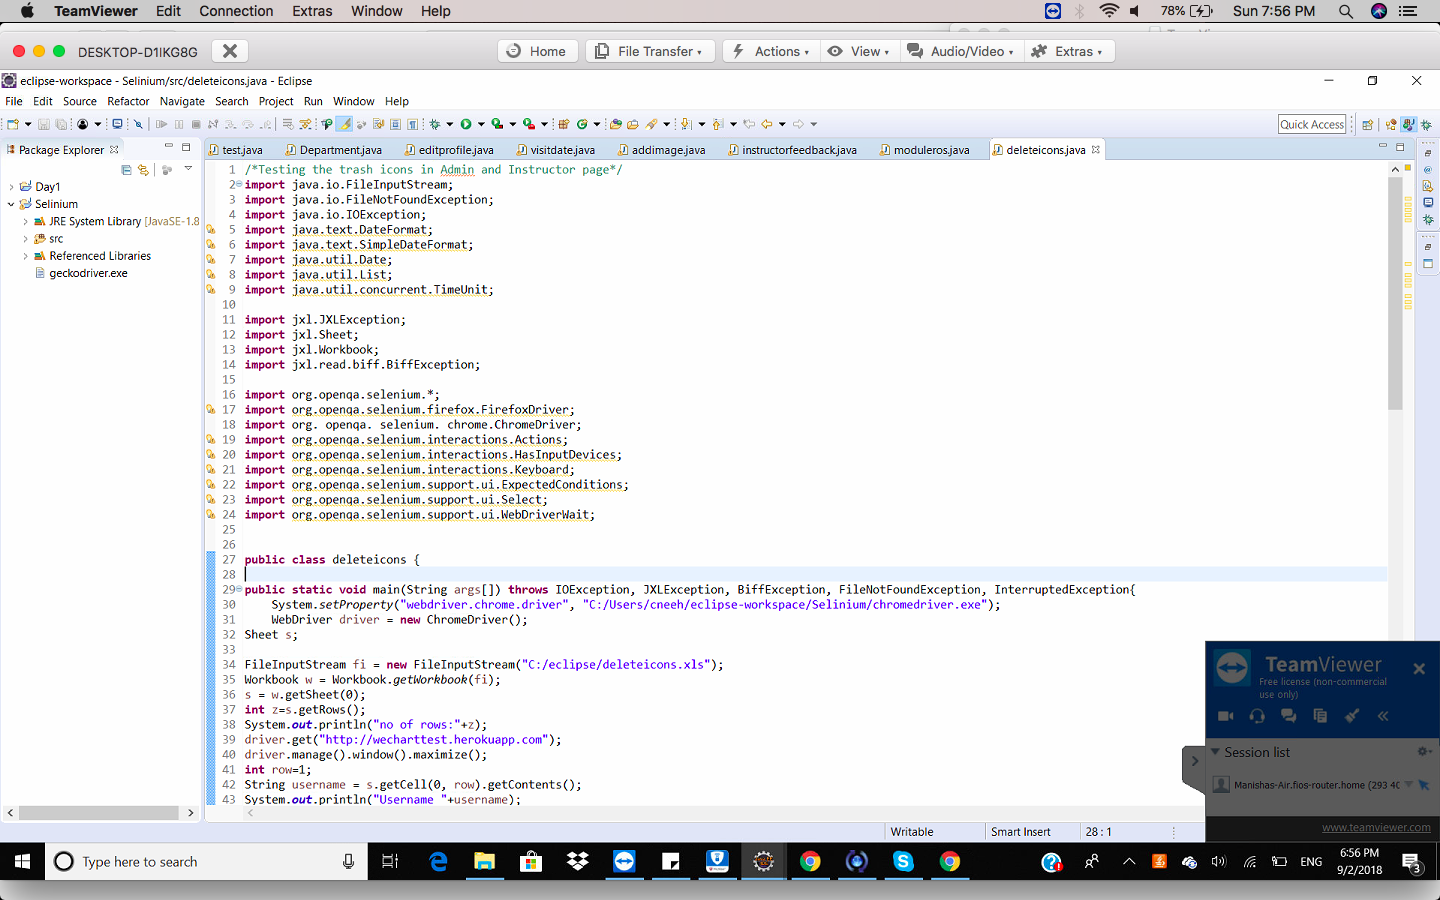 TeamViewer Edit Connection Extras Window Help 78% Sun 7:56 PM
DESKTOP-D1IKG8G Home File Transfer Actions View Audio/Video Extras
eclipse-workspace - Selinium/src/deleteicons.java - Eclipse
File Edit Source Refactor Navigate Search Project Run Window Help
Quick Access
Package Explorer
test.java Department.java editprofile.java visitdate.java addimage.java instructorfeedback.java moduleros.java deleteicons.java
Day1
Selinium
JRE System Library [JavaSE-1.8
src
Referenced Libraries
geckodriver.exe
1 /*Testing the trash icons in Admin and Instructor page*/
2 import java.io.FileInputStream;
3 import java.io.FileNotFoundException;
4 import java.io.IOException;
5 import java.text.DateFormat;
6 import java.text.SimpleDateFormat;
7 import java.util.Date;
8 import java.util.List;
9 import java.util.concurrent.TimeUnit;
10
11 import jxl.JXLException;
12 import jxl.Sheet;
13 import jxl.Workbook;
14 import jxl.read.biff.BiffException;
15
16 import org.openqa.selenium.*;
17 import org.openqa.selenium.firefox.FirefoxDriver;
18 import org. openqa. selenium. chrome.ChromeDriver;
19 import org.openqa.selenium.interactions.Actions;
20 import org.openqa.selenium.interactions.HasInputDevices;
21 import org.openqa.selenium.interactions.Keyboard;
22 import org.openqa.selenium.support.ui.ExpectedConditions;
23 import org.openqa.selenium.support.ui.Select;
24 import org.openqa.selenium.support.ui.WebDriverWait;
25
26
27 public class deleteicons {
28
29 public static void main(String args[]) throws IOException, JXLException, BiffException, FileNotFoundException, InterruptedException{
30 System.setProperty("webdriver.chrome.driver", "C:/Users/cneeh/eclipse-workspace/Selinium/chromedriver.exe");
31 WebDriver driver = new ChromeDriver();
32 Sheet s;
33
34 FileInputStream fi = new FileInputStream("C:/eclipse/deleteicons.xls");
35 Workbook w = Workbook.getWorkbook(fi);
36 s = w.getSheet(0);
37 int z=s.getRows();
38 System.out.println("no of rows:"+z);
39 driver.get("http://wecharttest.herokuapp.com");
40 driver.manage().window().maximize();
41 int row=1;
42 String username = s.getCell(0, row).getContents();
43 System.out.println("Username "+username);
TeamViewer
Free license (non-commercial
use only)
Session list
Manishas-Air.fios-router.home (293 40
www.teamviewer.com
Writable Smart Insert 28 : 1
Type here to search
ENG
6:56 PM
9/2/2018
3